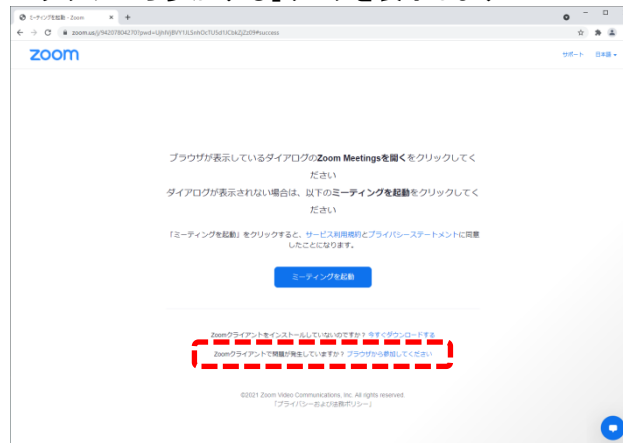 ミーティングを起動 - Zoom
zoom.us/j/94207804270?pwd=
#success
zoom
サポート 日本語
ブラウザが表示しているダイアログのZoom Meetingsを開くをクリックしてく
ださい
ダイアログが表示されない場合は、以下のミーティングを起動をクリックしてく
ださい
「ミーティングを起動」をクリックすると、サービス利用規約とプライバシーステートメントに同意
したことになります。
ミーティングを起動
Zoomクライアントをインストールしていないのですか？ 今すぐダウンロードする
Zoomクライアントで問題が発生していますか？ ブラウザから参加してください
©2021 Zoom Video Communications, Inc. All rights reserved.
「プライバシーおよび法務ポリシー」